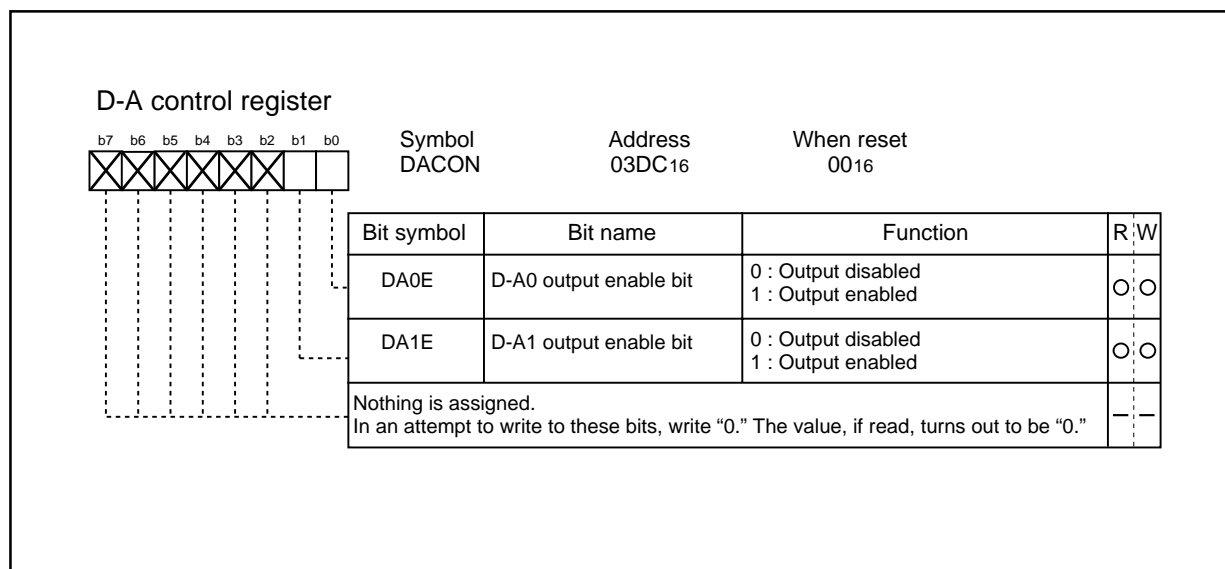 D-A control register
b7 b6 b5 b4 b3 b2 b1 b0
Symbol Address When reset
DACON 03DC16 0016
Bit symbol Bit name Function R W
DA0E D-A0 output enable bit 0 : Output disabled
1 : Output enabled
DA1E D-A1 output enable bit 0 : Output disabled
1 : Output enabled
Nothing is assigned.
In an attempt to write to these bits, write “0.” The value, if read, turns out to be “0.”